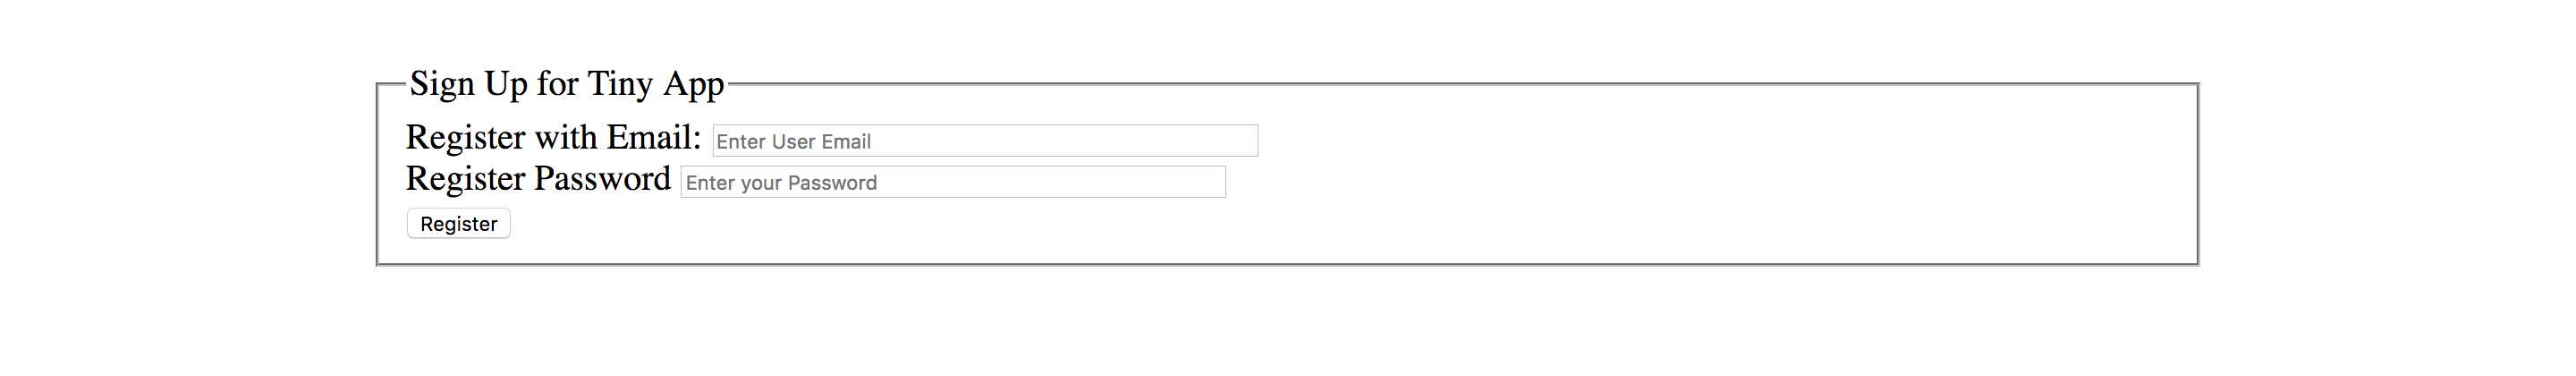 Sign Up for Tiny App
Register with Email: Enter User Email
Register Password Enter your Password
Register